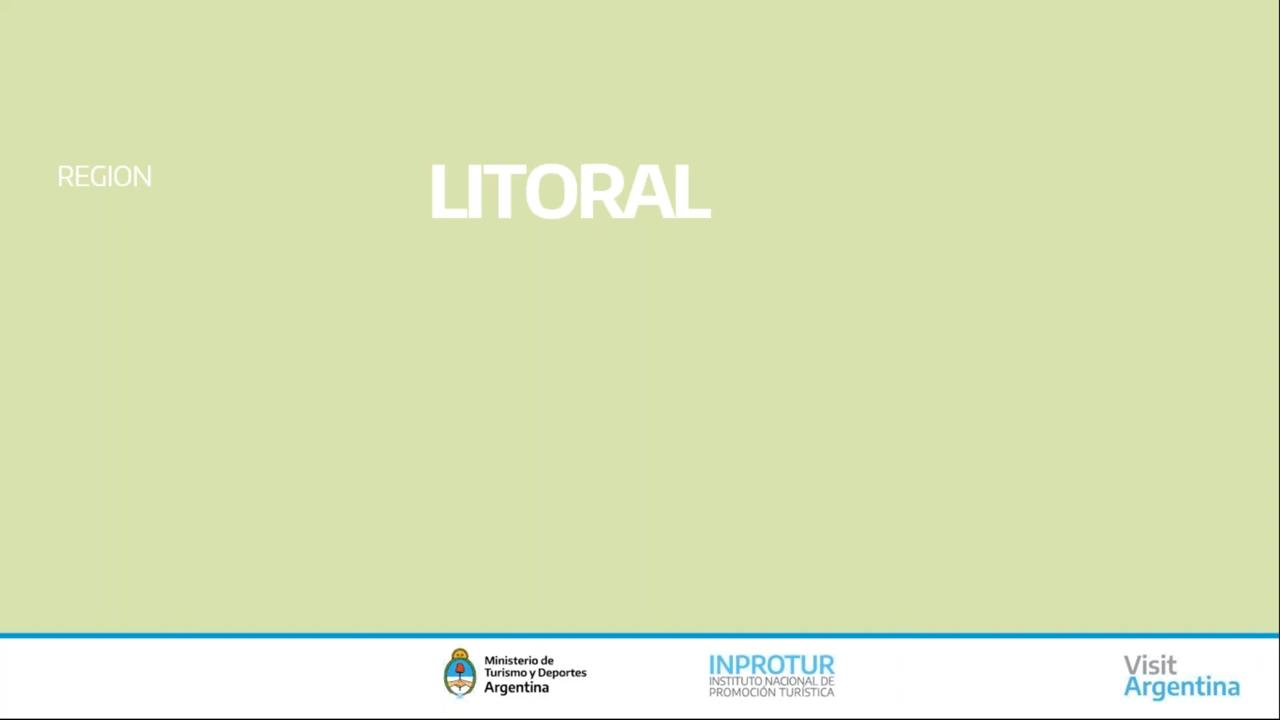 REGION
LITORAL
Ministerio de
Turismo y Deportes
Argentina
INPROTUR
INSTITUTO NACIONAL DE
PROMOCIÓN TURÍSTICA
Visit
Argentina